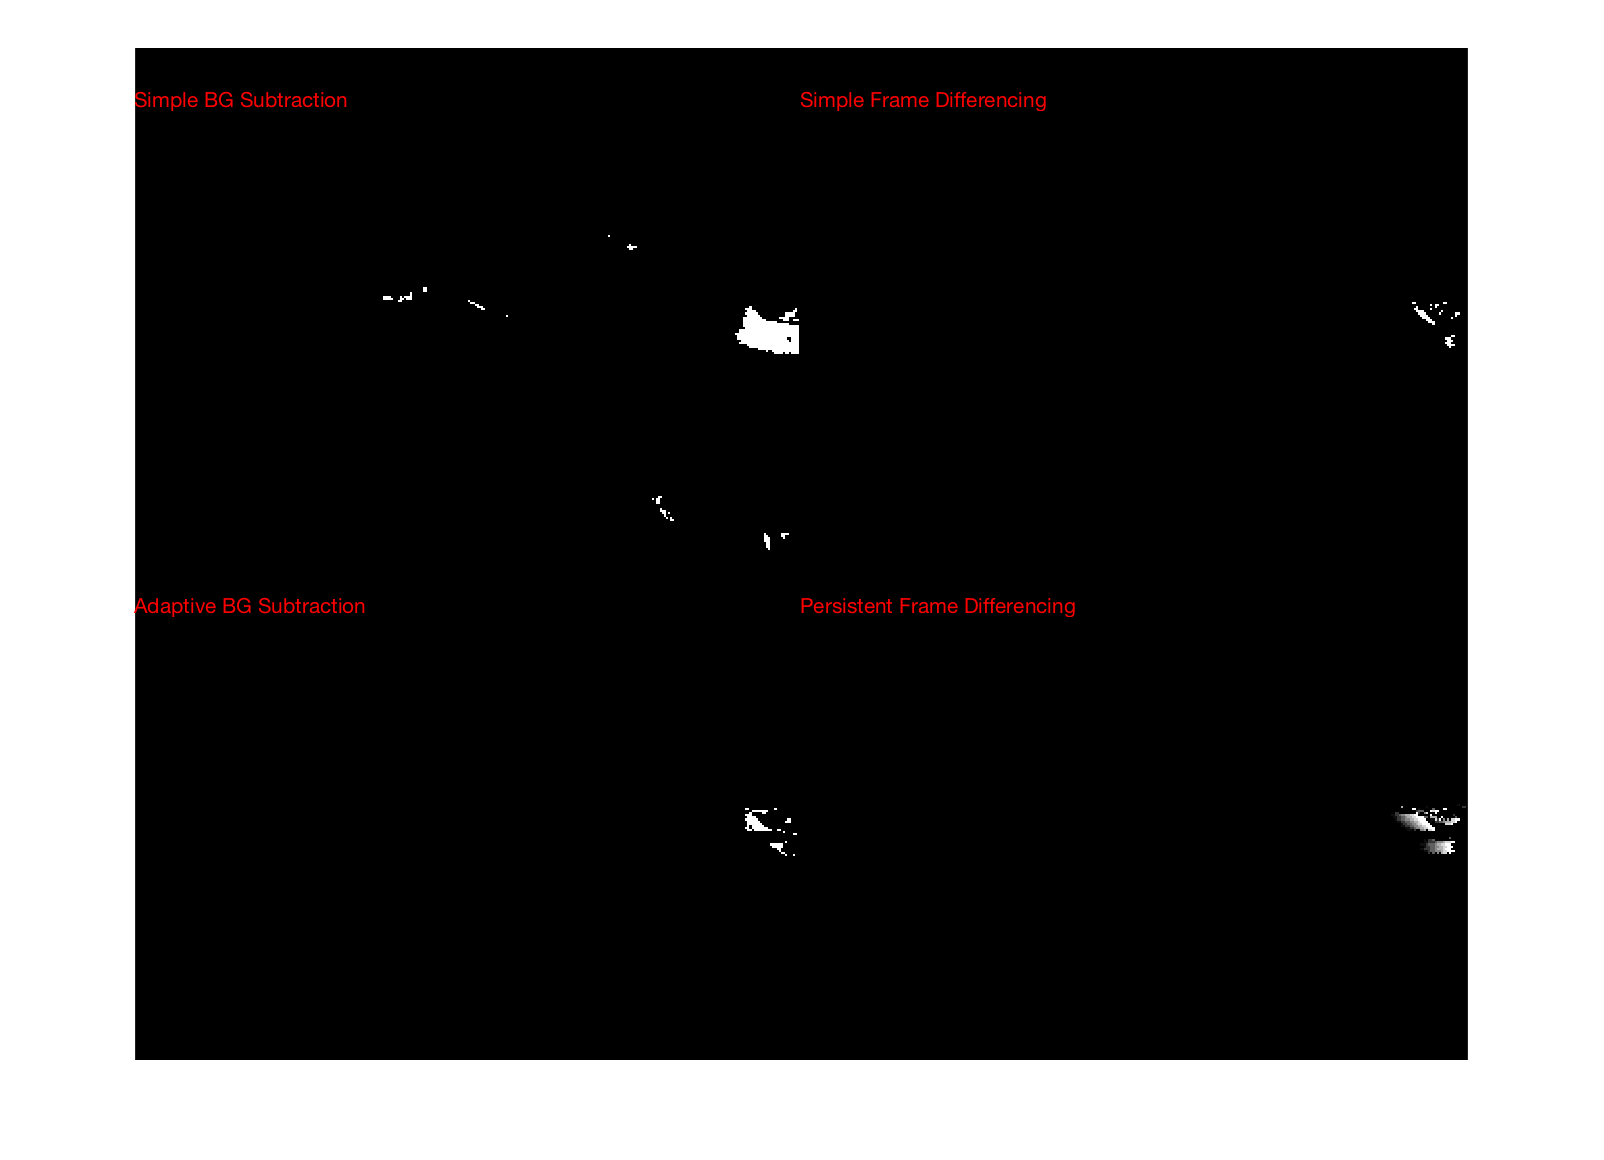 Simple BG Subtraction
Simple Frame Differencing
Adaptive BG Subtraction
Persistent Frame Differencing